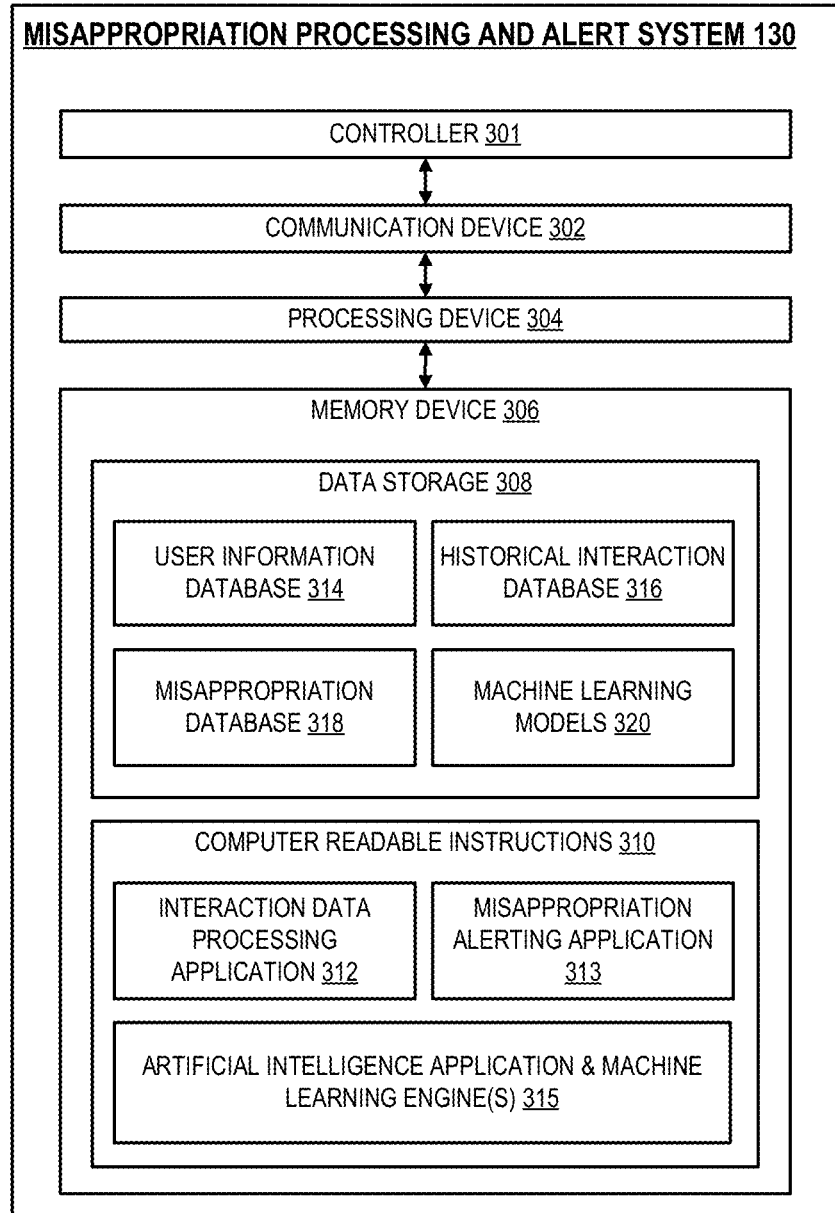 MISAPPROPRIATION PROCESSING AND ALERT SYSTEM 130
CONTROLLER 301
COMMUNICATION DEVICE 302
PROCESSING DEVICE 304
MEMORY DEVICE 306
DATA STORAGE 308
USER INFORMATION
DATABASE 314
HISTORICAL INTERACTION
DATABASE 316
MISAPPROPRIATION
DATABASE 318
MACHINE LEARNING
MODELS 320
COMPUTER READABLE INSTRUCTIONS 310
INTERACTION DATA
PROCESSING
APPLICATION 312
MISAPPROPRIATION
ALERTING APPLICATION
313
ARTIFICIAL INTELLIGENCE APPLICATION & MACHINE
LEARNING ENGINE(S) 315